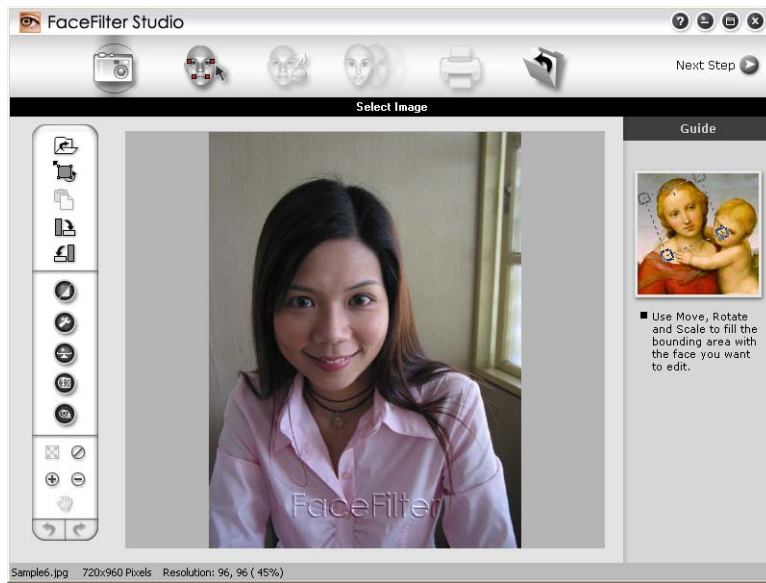 FaceFilter Studio
Next Step
Select Image
Guide
Use Move, Rotate
and Scale to fill the
bounding area with
the face you want
to edit.
FaceFilter
Sample6.jpg 720x960 Pixels Resolution: 96, 96 ( 45%)